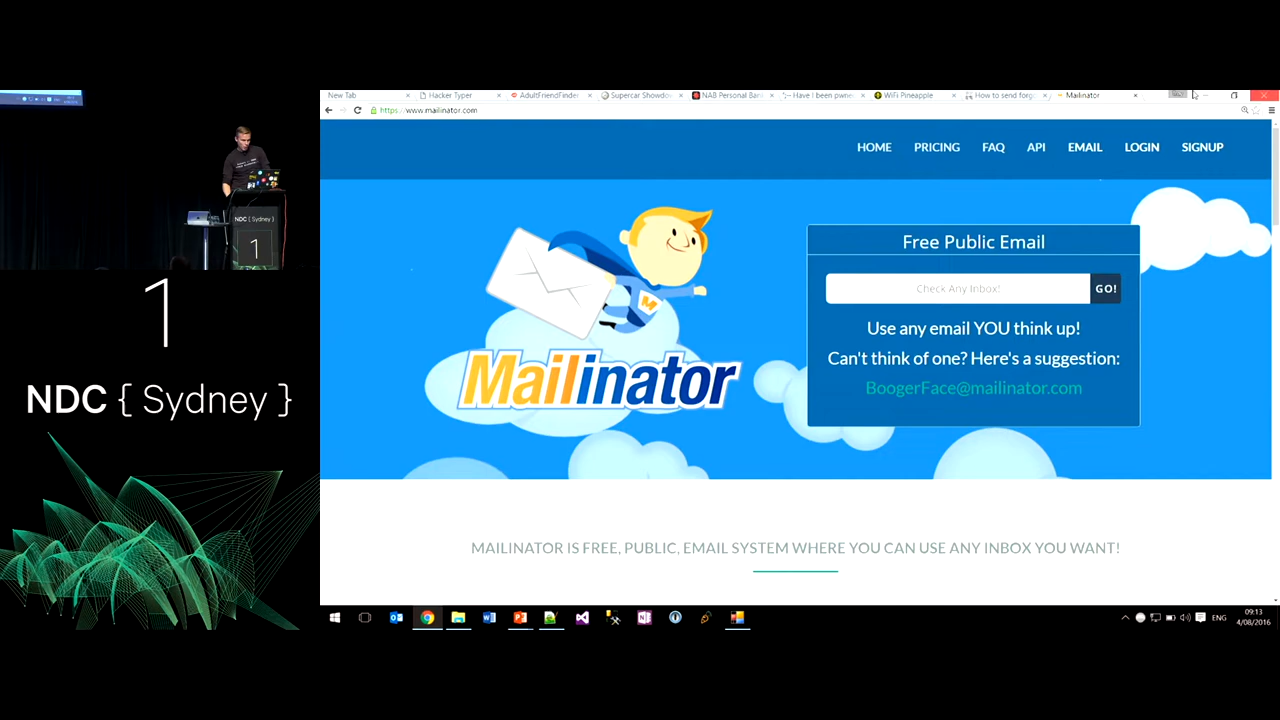 New Tab
Hacker Typer
AdultFriendFinder
Supercar Showdo
NAB Personal Ban
Have I been pwne
WiFi Pineapple
How to send forg
Mailinator
https://www.mailinator.com
HOME
PRICING
FAQ
API
EMAIL
LOGIN
SIGNUP
Free Public Email
Check Any Inbox!
GO!
Use any email YOU think up!
Can't think of one? Here's a suggestion:
BoogerFace@mailinator.com
M
Mailinator
MAILINATOR IS FREE, PUBLIC, EMAIL SYSTEM WHERE YOU CAN USE ANY INBOX YOU WANT!
ENG
09:13
4/08/2016
NDC { Sydney }
1
1
NDC { Sydney }